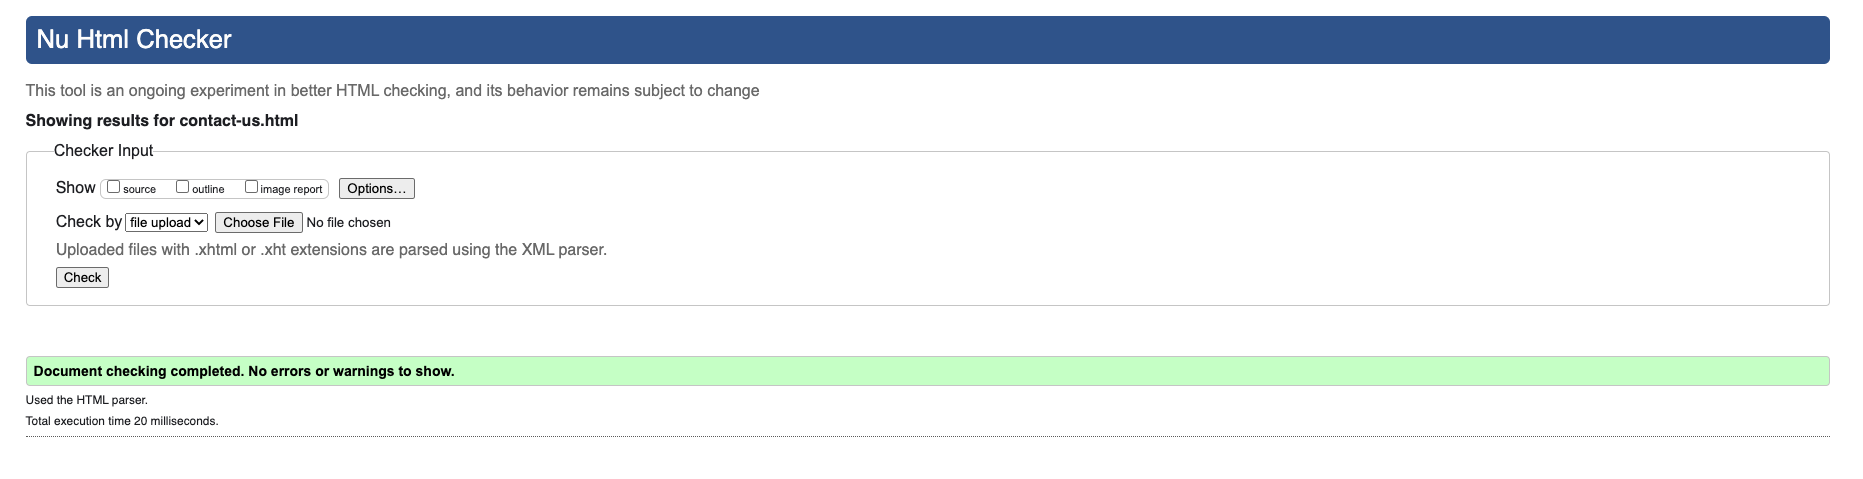 Nu Html Checker
This tool is an ongoing experiment in better HTML checking, and its behavior remains subject to change
Showing results for contact-us.html
Checker Input
Show source outline image report Options...
Check by file upload Choose File No file chosen
Uploaded files with .xhtml or .xht extensions are parsed using the XML parser.
Check
Document checking completed. No errors or warnings to show.
Used the HTML parser.
Total execution time 20 milliseconds.